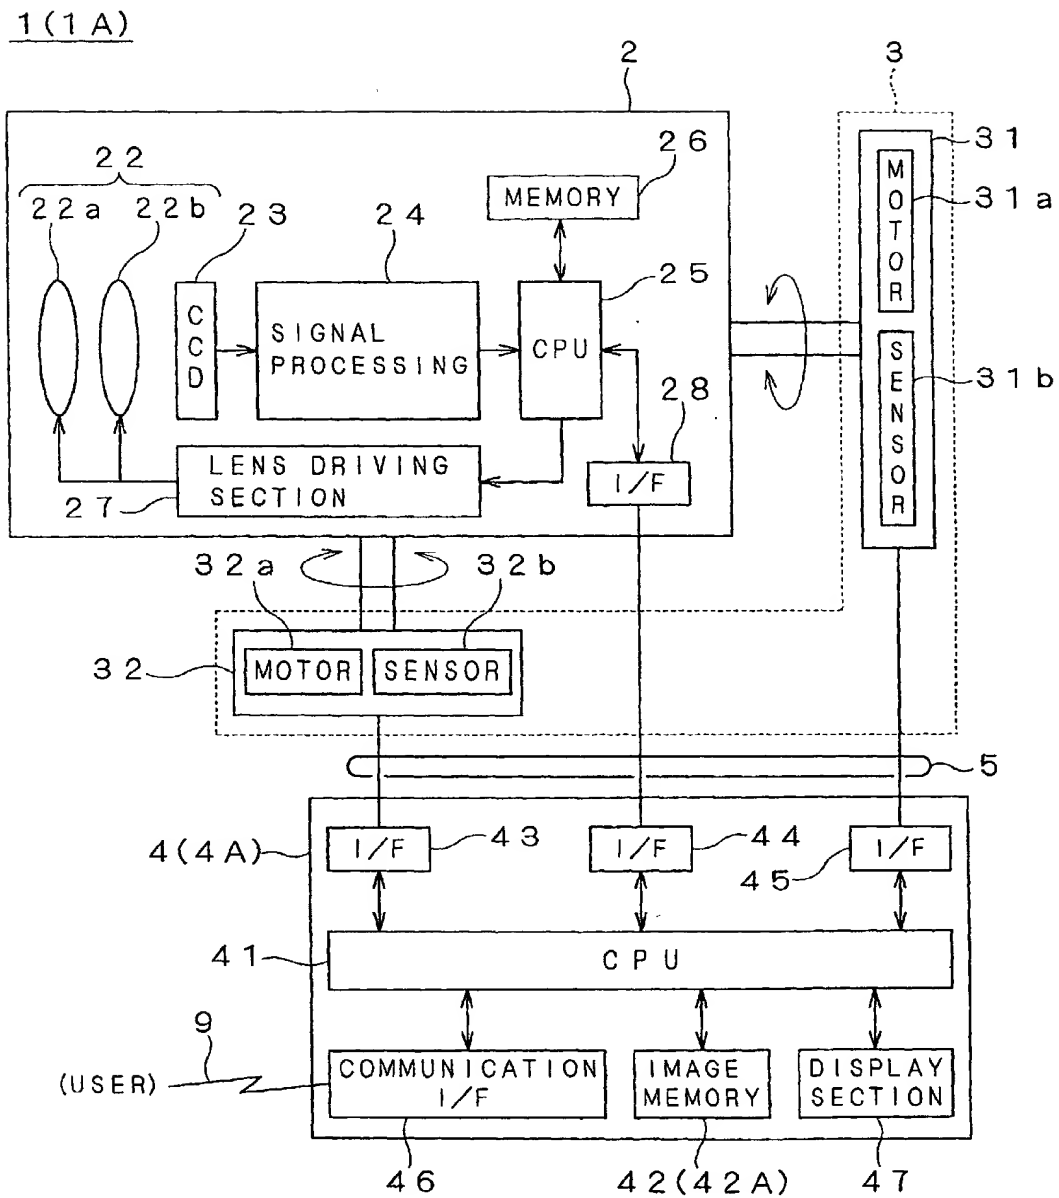 1(1A)
2
3
22
22a 22b 23 24
26
MEMORY
31
31a
MOTOR
25
CCD
SIGNAL
PROCESSING
CPU
28
SENSOR
31b
LENS DRIVING
SECTION
I/F
27
32a
32b
32
MOTOR
SENSOR
5
4(4A)
I/F
43
I/F
44
45
I/F
41
CPU
9
(USER)
COMMUNICATION
I/F
IMAGE
MEMORY
DISPLAY
SECTION
46
42(42A)
47